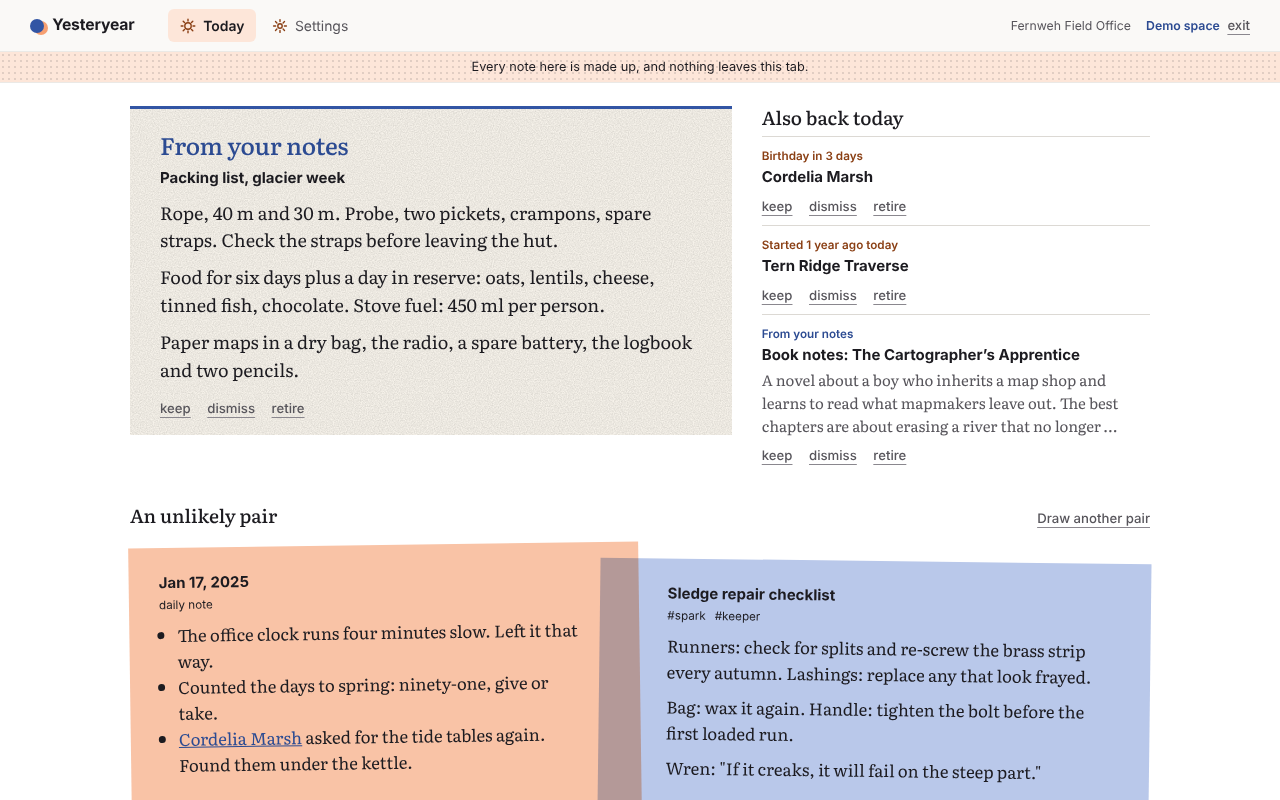 Yesteryear
Today
Settings
Fernweh Field Office
Demo space
exit
Every note here is made up, and nothing leaves this tab.
From your notes
Packing list, glacier week
Rope, 40 m and 30 m. Probe, two pickets, crampons, spare
straps. Check the straps before leaving the hut.
Food for six days plus a day in reserve: oats, lentils, cheese,
tinned fish, chocolate. Stove fuel: 450 ml per person.
Paper maps in a dry bag, the radio, a spare battery, the logbook
and two pencils.
keep dismiss retire
Also back today
Birthday in 3 days
Cordelia Marsh
keep dismiss retire
Started 1 year ago today
Tern Ridge Traverse
keep dismiss retire
From your notes
Book notes: The Cartographer’s Apprentice
A novel about a boy who inherits a map shop and
learns to read what mapmakers leave out. The best
chapters are about erasing a river that no longer …
keep dismiss retire
An unlikely pair
Draw another pair
Jan 17, 2025
daily note
• The office clock runs four minutes slow. Left it that
way.
• Counted the days to spring: ninety-one, give or
take.
• Cordelia Marsh asked for the tide tables again.
Found them under the kettle.
Sledge repair checklist
#spark #keeper
Runners: check for splits and re-screw the brass strip
every autumn. Lashings: replace any that look frayed.
Bag: wax it again. Handle: tighten the bolt before the
first loaded run.
Wren: "If it creaks, it will fail on the steep part."